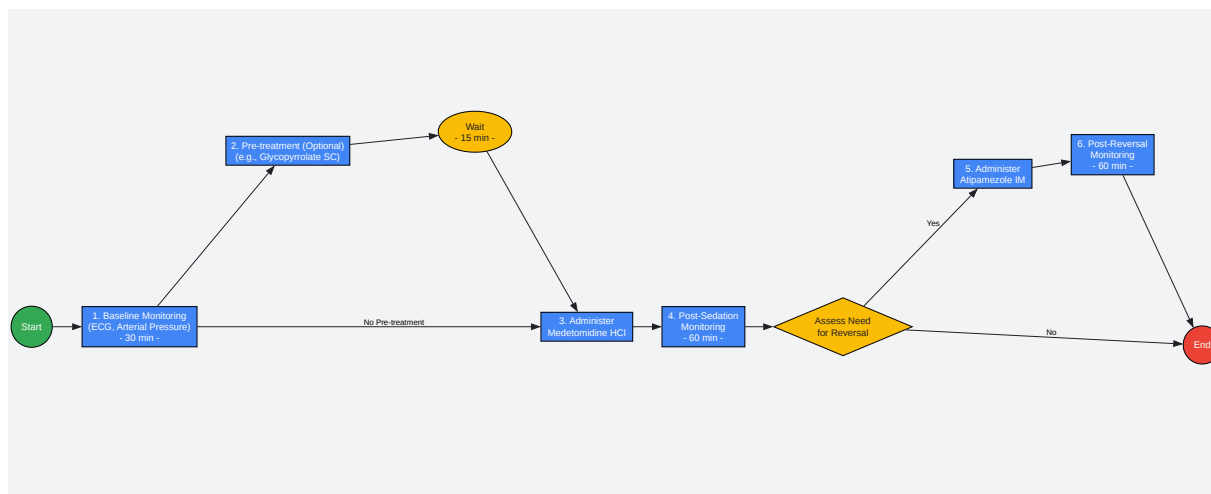 Start
1. Baseline Monitoring
(ECG, Arterial Pressure)
- 30 min -
2. Pre-treatment (Optional)
(e.g., Glycopyrrolate SC)
Wait
- 15 min -
No Pre-treatment
3. Administer
Medetomidine HCl
4. Post-Sedation
Monitoring
- 60 min -
Assess Need
for Reversal
Yes
5. Administer
Atipamezole IM
6. Post-Reversal
Monitoring
- 60 min -
No
End